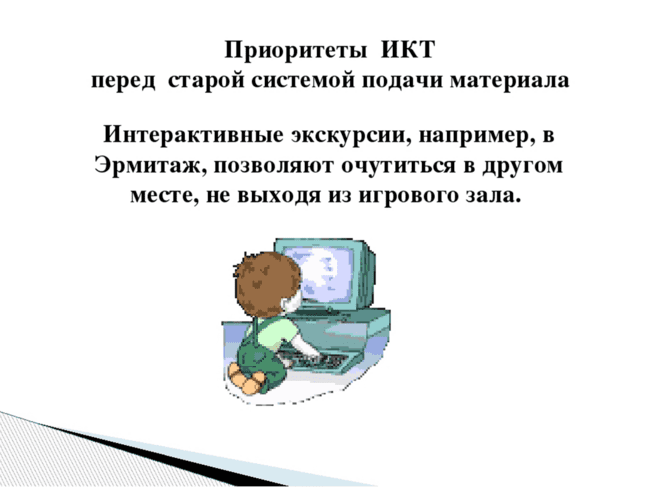 Приоритеты ИКТ
перед старой системой подачи материала
Интерактивные экскурсии, например, в
Эрмитаж, позволяют очутиться в другом
месте, не выходя из игрового зала.